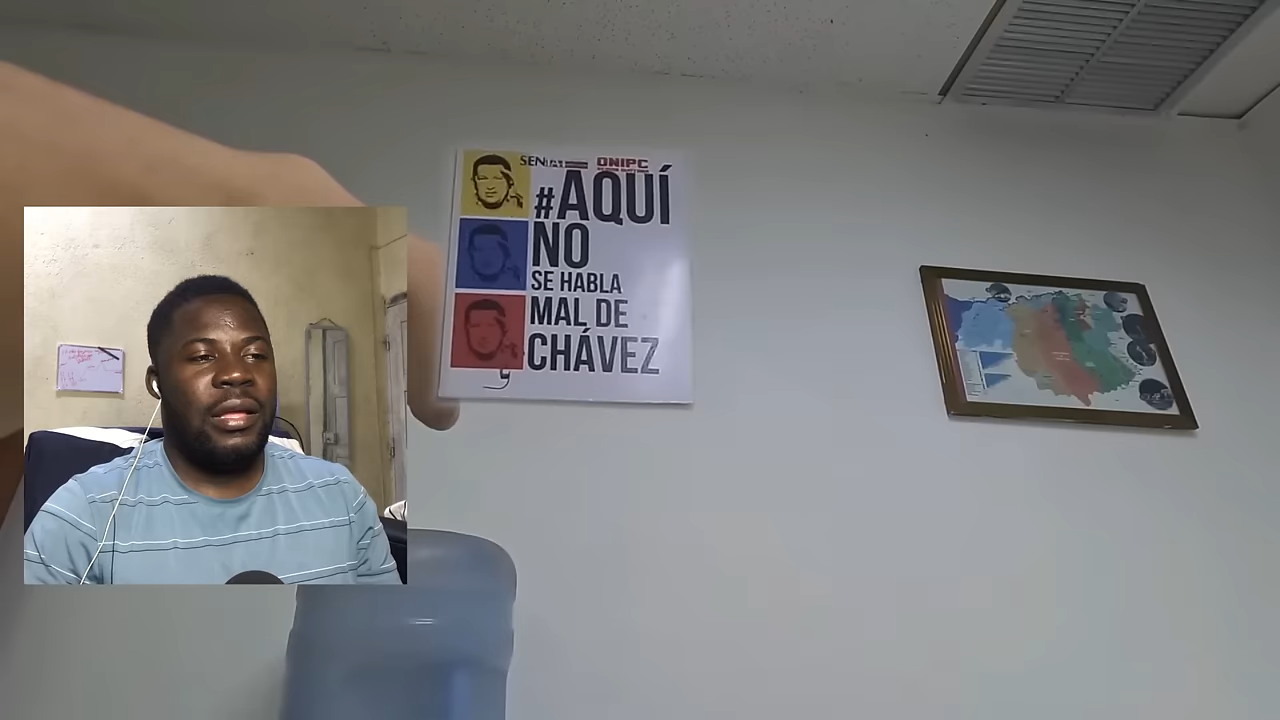 SENIAT ONIPC
#AQUÍ
NO
SE HABLA
MAL DE
CHÁVEZ